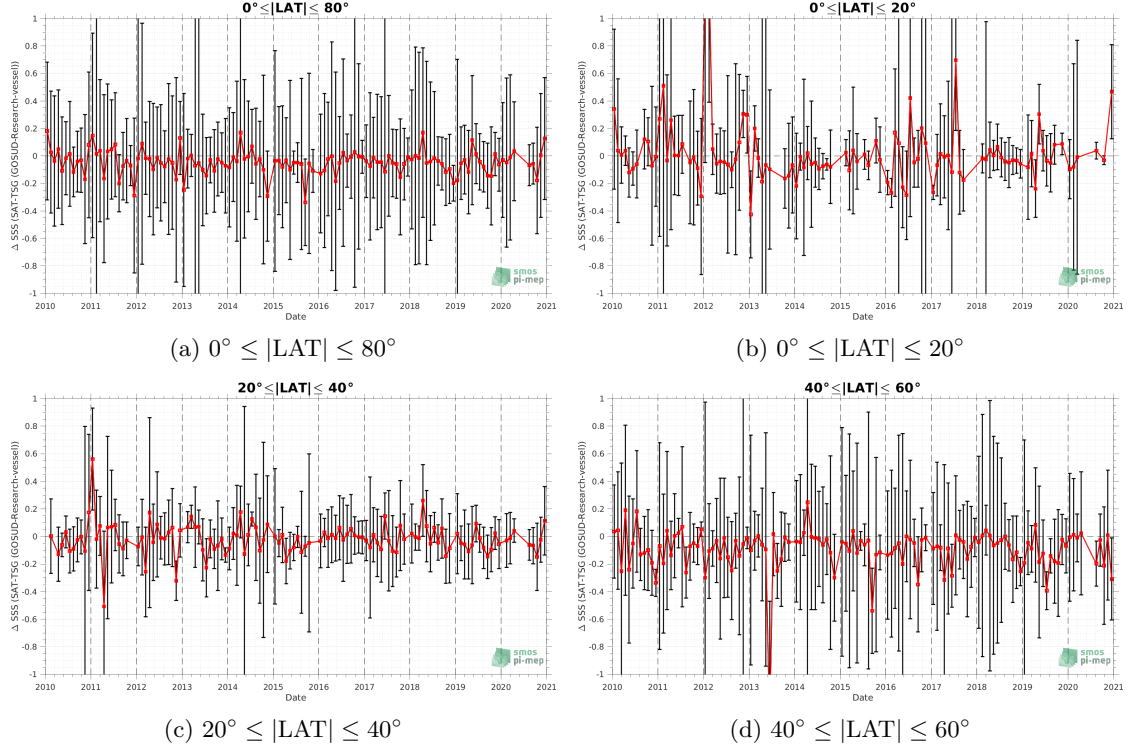 0°≤|LAT|≤ 80°
Δ SSS (SAT-TSG (GOSUD-Research-vessel))
1
0.8
0.6
0.4
0.2
0
-0.2
-0.4
-0.6
-0.8
-1
smos
pi-mep
2010 2011 2012 2013 2014 2015 2016 2017 2018 2019 2020 2021
Date
(a) 0° ≤ |LAT| ≤ 80°
0°≤|LAT|≤ 20°
Δ SSS (SAT-TSG (GOSUD-Research-vessel))
1
0.8
0.6
0.4
0.2
0
-0.2
-0.4
-0.6
-0.8
-1
smos
pi-mep
2010 2011 2012 2013 2014 2015 2016 2017 2018 2019 2020 2021
Date
(b) 0° ≤ |LAT| ≤ 20°
20°≤|LAT|≤ 40°
Δ SSS (SAT-TSG (GOSUD-Research-vessel))
1
0.8
0.6
0.4
0.2
0
-0.2
-0.4
-0.6
-0.8
-1
smos
pi-mep
2010 2011 2012 2013 2014 2015 2016 2017 2018 2019 2020 2021
Date
(c) 20° ≤ |LAT| ≤ 40°
40°≤|LAT|≤ 60°
Δ SSS (SAT-TSG (GOSUD-Research-vessel))
1
0.8
0.6
0.4
0.2
0
-0.2
-0.4
-0.6
-0.8
-1
smos
pi-mep
2010 2011 2012 2013 2014 2015 2016 2017 2018 2019 2020 2021
Date
(d) 40° ≤ |LAT| ≤ 60°